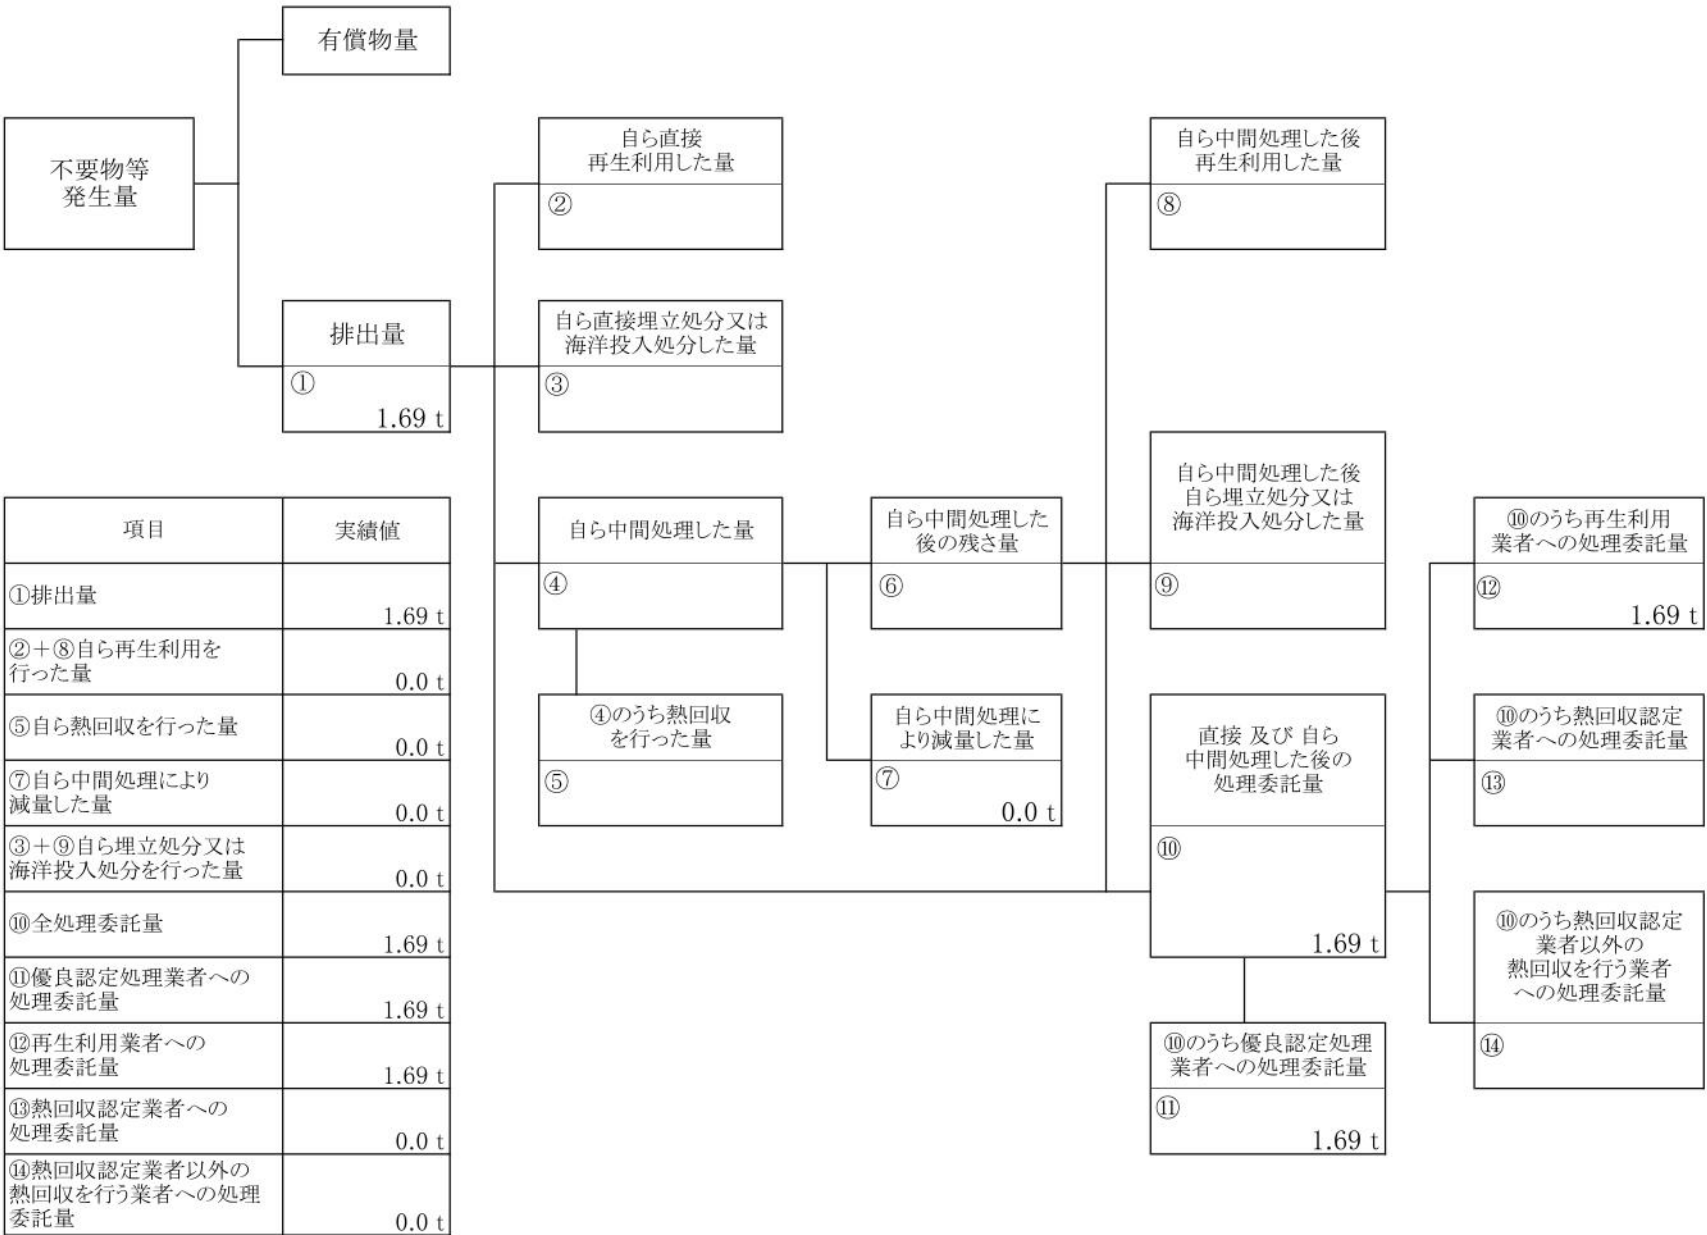 有償物量
不要物等
発生量
排出量
①
1.69 t
自ら直接
再生利用した量
②
自ら直接埋立処分又は
海洋投入処分した量
③
自ら中間処理した量
④
④のうち熱回収
を行った量
⑤
自ら中間処理した
後の残さ量
⑥
自ら中間処理に
より減量した量
⑦
0.0 t
自ら中間処理した後
再生利用した量
⑧
自ら中間処理した後
自ら埋立処分又は
海洋投入処分した量
⑨
直接 及び 自ら
中間処理した後の
処理委託量
⑩
1.69 t
⑩のうち優良認定処理
業者への処理委託量
⑪
1.69 t
⑩のうち再生利用
業者への処理委託量
⑫
1.69 t
⑩のうち熱回収認定
業者への処理委託量
⑬
⑩のうち熱回収認定
業者以外の
熱回収を行う業者
への処理委託量
⑭
項目 実績値
①排出量
1.69 t
②+⑧自ら再生利用を
行った量
0.0 t
⑤自ら熱回収を行った量
0.0 t
⑦自ら中間処理により
減量した量
0.0 t
③+⑨自ら埋立処分又は
海洋投入処分を行った量
0.0 t
⑩全処理委託量
1.69 t
⑪優良認定処理業者への
処理委託量
1.69 t
⑫再生利用業者への
処理委託量
1.69 t
⑬熱回収認定業者への
処理委託量
0.0 t
⑭熱回収認定業者以外の
熱回収を行う業者への処理
委託量
0.0 t